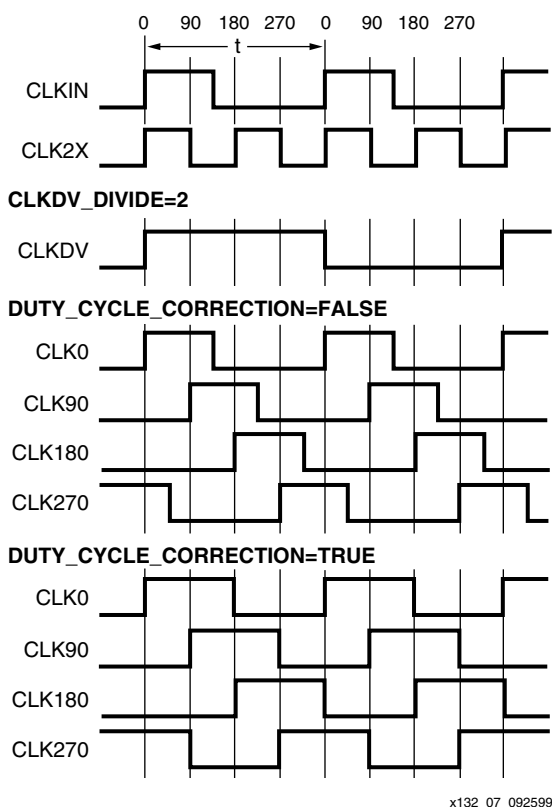 0 90 180 270 0 90 180 270
t
CLKIN
CLK2X
CLKDV_DIVIDE=2
CLKDV
DUTY_CYCLE_CORRECTION=FALSE
CLK0
CLK90
CLK180
CLK270
DUTY_CYCLE_CORRECTION=TRUE
CLK0
CLK90
CLK180
CLK270
x132_07_092599